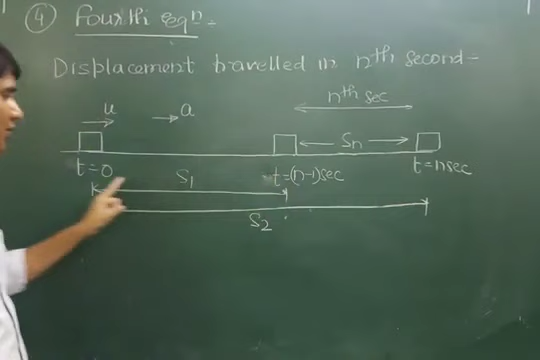 ④ Fourth eqⁿ:-
Displacement travelled in nth second-
u a nth sec
Sn
t=0 S1 t=(n-1)sec t=nsec
S2